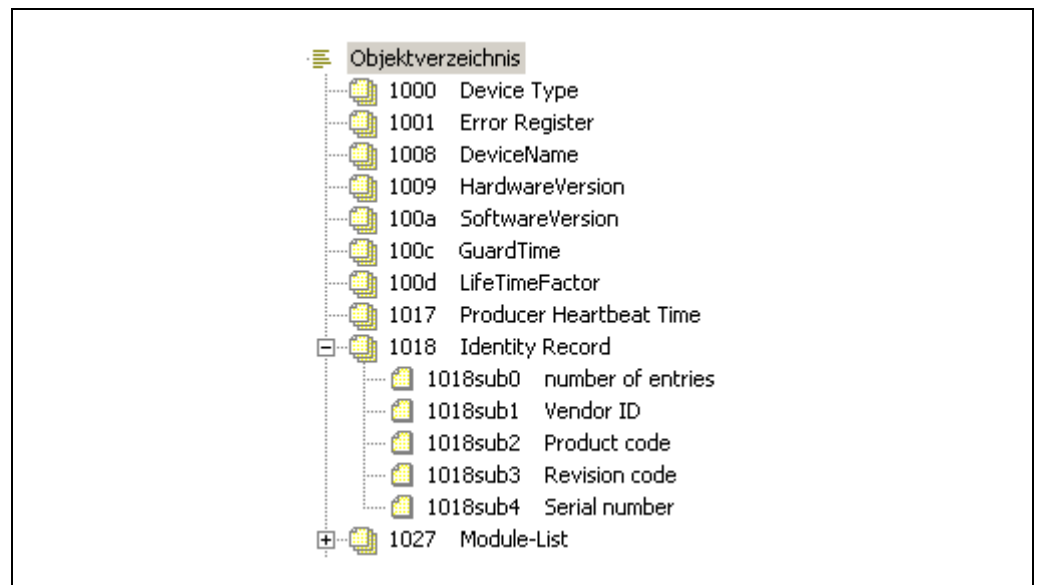 Objektverzeichnis
1000 Device Type
1001 Error Register
1008 DeviceName
1009 HardwareVersion
100a SoftwareVersion
100c GuardTime
100d LifeTimeFactor
1017 Producer Heartbeat Time
1018 Identity Record
1018sub0 number of entries
1018sub1 Vendor ID
1018sub2 Product code
1018sub3 Revision code
1018sub4 Serial number
1027 Module-List